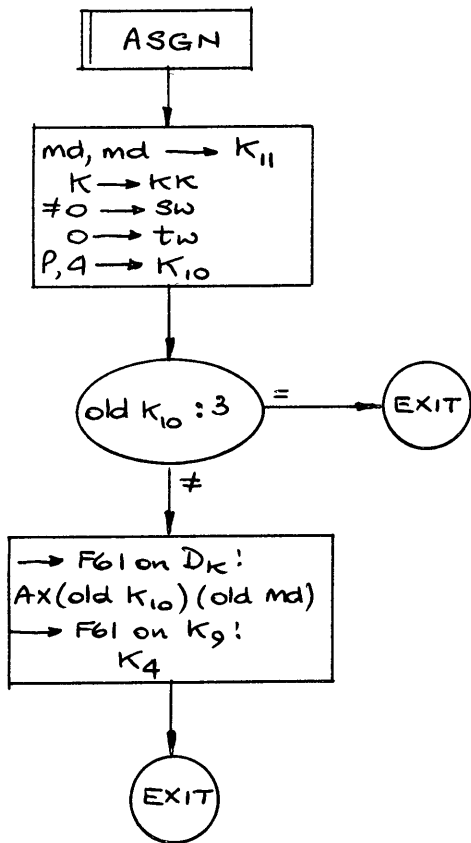 ASGN
md, md → K₁₁
K → KK
≠0 → sw
0 → tw
P, 4 → K₁₀
old K₁₀ : 3
=
EXIT
≠
→ F61 on Dₖ!
AX(old K₁₀)(old md)
→ F61 on K₉!
K₄
EXIT